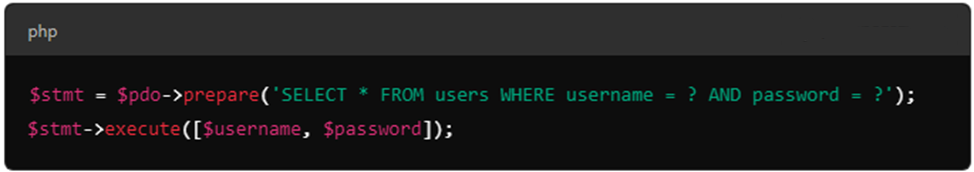 php
$stmt = $pdo->prepare('SELECT * FROM users WHERE username = ? AND password = ?');
$stmt->execute([$username, $password]);